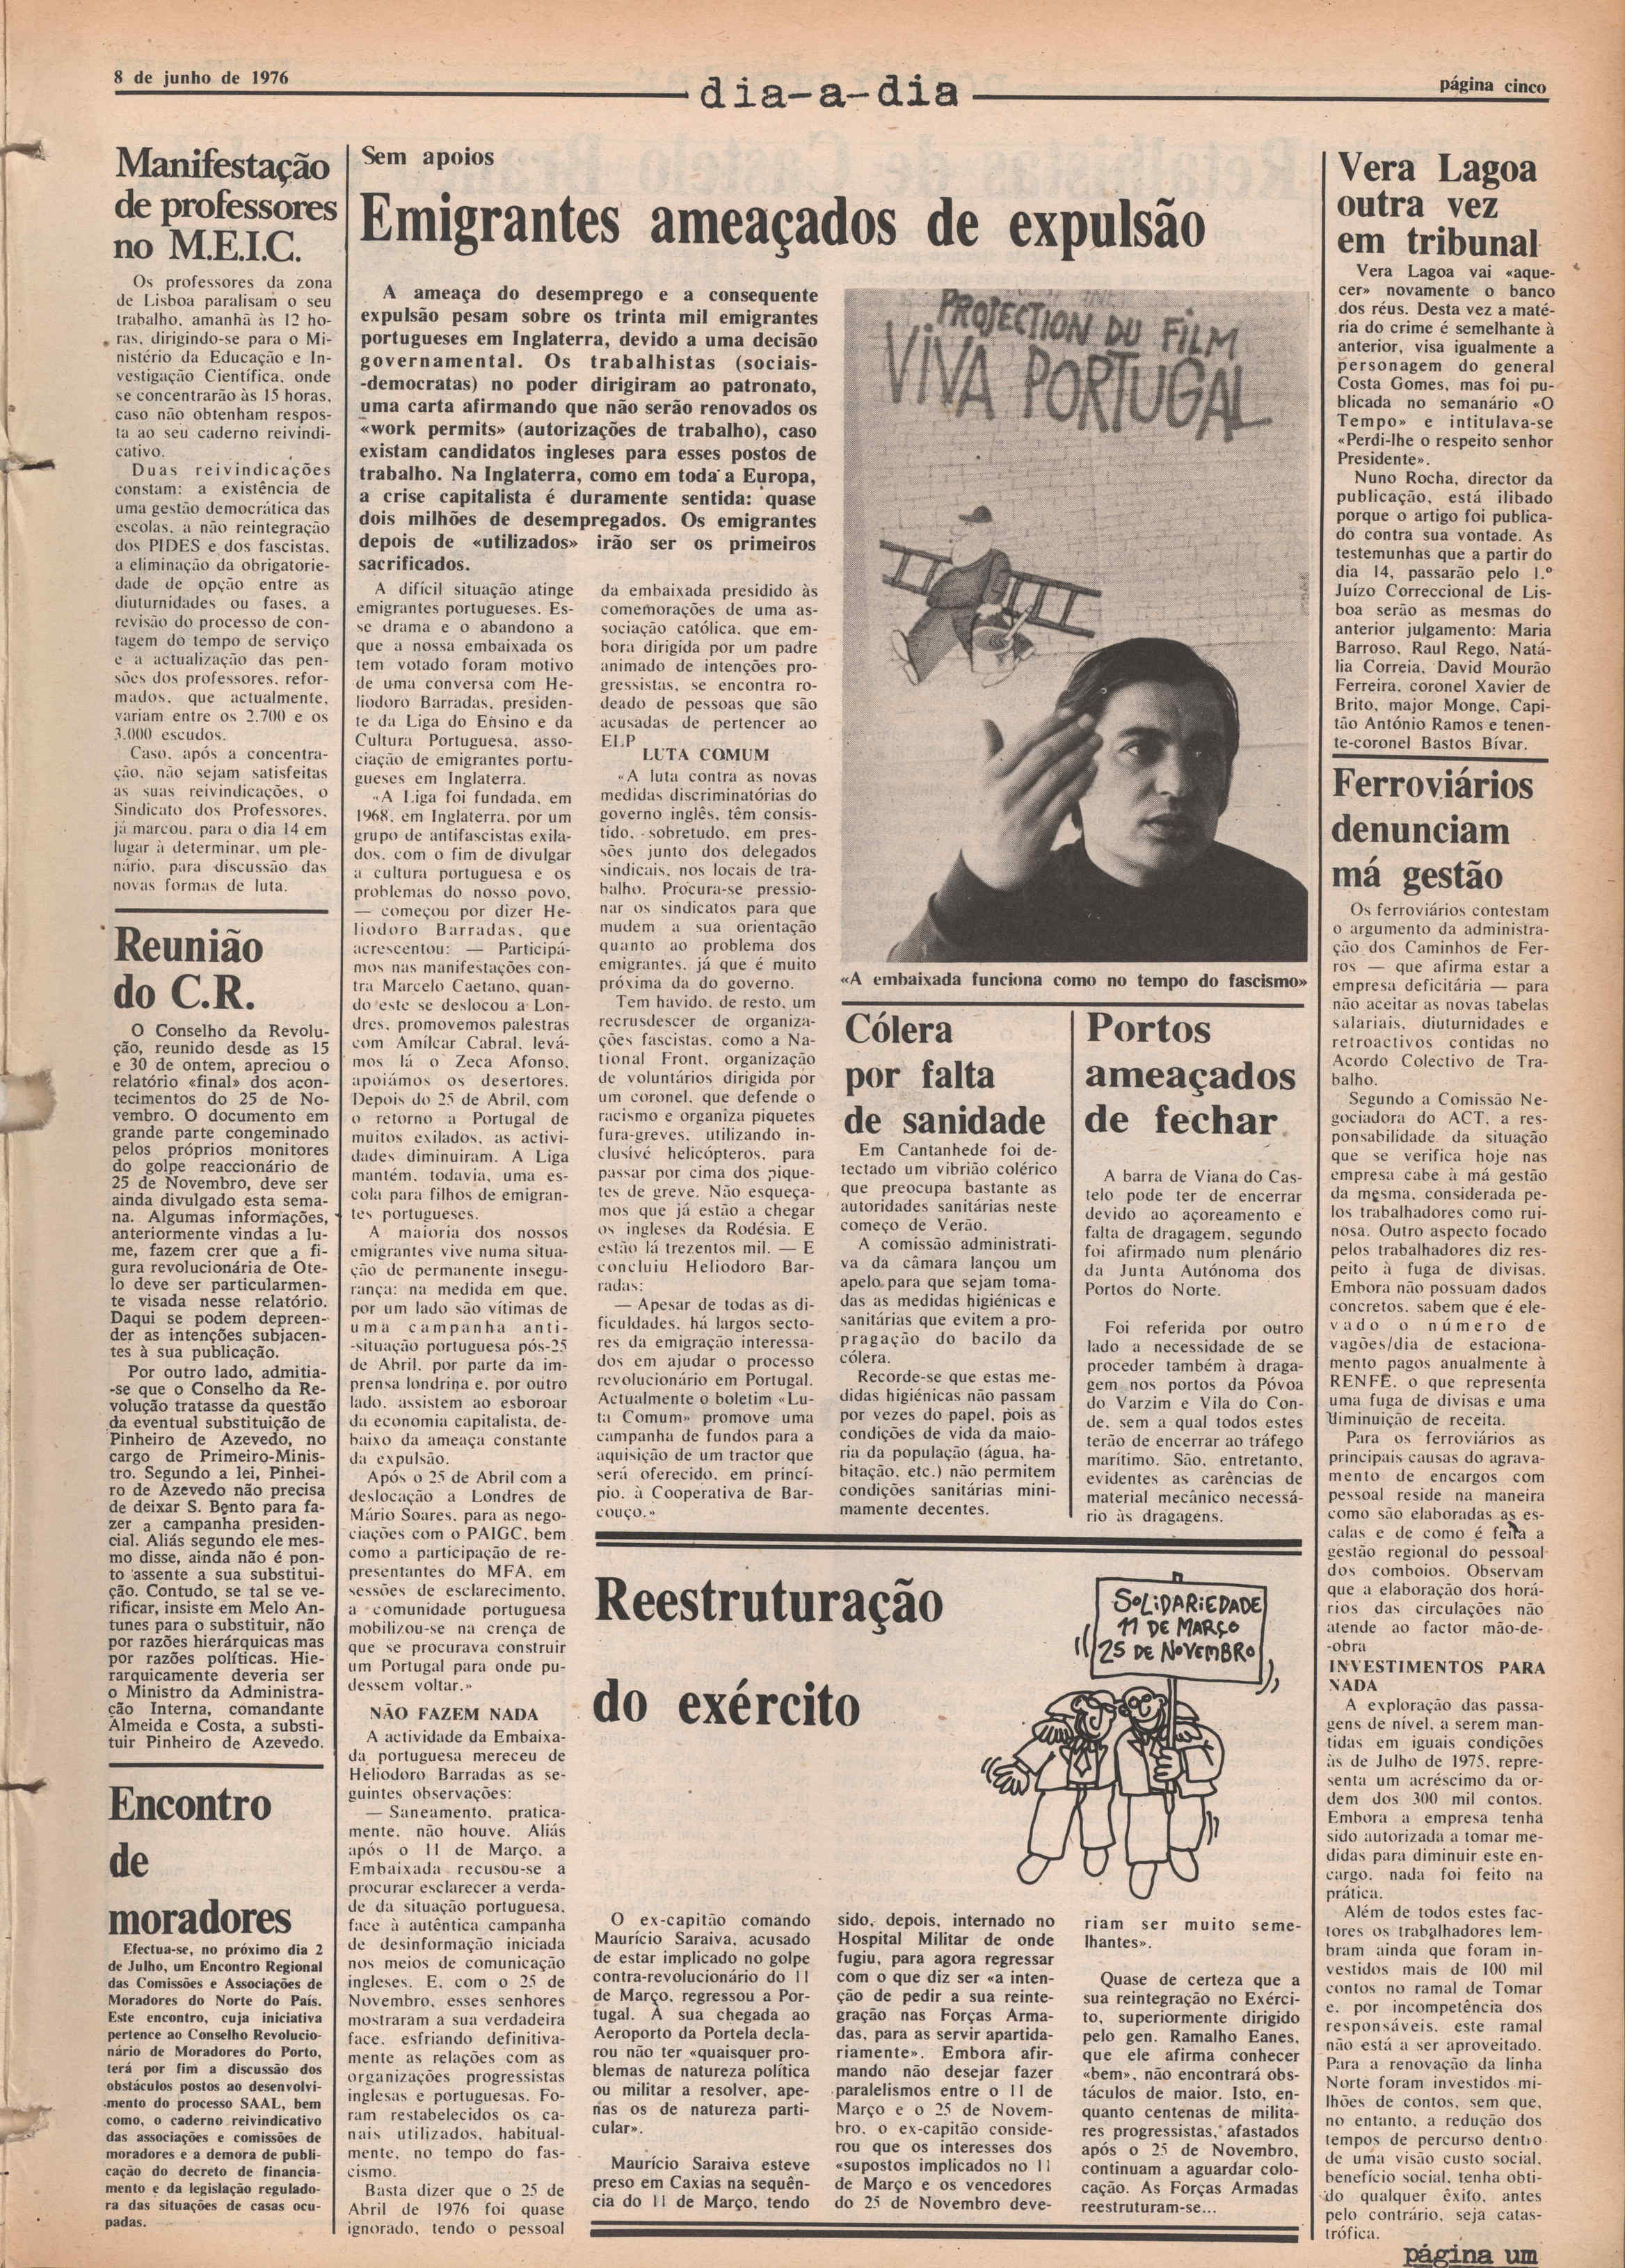 8 de junho de 1976
dia-a-dia
página cinco
Manifestação
de professores
no M.E.I.C.
Os professores da zona
de Lisboa paralisam o seu
trabalho, amanhã às 12 ho-
ras, dirigindo-se para o Mi-
nistério da Educação e In-
vestigação Científica, onde
se concentrarão às 15 horas,
caso não obtenham respos-
ta ao seu caderno reivindi-
cativo.
Duas reivindicações
constam: a existência de
uma gestão democrática das
escolas, a não reintegração
dos PIDES e dos fascistas,
a eliminação da obrigatorie-
dade de opção entre as
diuturnidades ou fases, a
revisão do processo de con-
tagem do tempo de serviço
e a actualização das pen-
sões dos professores, refor-
mados, que actualmente,
variam entre os 2.700 e os
3.000 escudos.
Caso, após a concentra-
ção, não sejam satisfeitas
as suas reivindicações, o
Sindicato dos Professores,
já marcou, para o dia 14 em
lugar à determinar, um ple-
nário, para discussão das
novas formas de luta.
Reunião
do C.R.
O Conselho da Revolu-
ção, reunido desde as 15
e 30 de ontem, apreciou o
relatório «final» dos acon-
tecimentos do 25 de No-
vembro. O documento em
grande parte congeminado
pelos próprios monitores
do golpe reaccionário de
25 de Novembro, deve ser
ainda divulgado esta sema-
na. Algumas informações,
anteriormente vindas a lu-
me, fazem crer que a fi-
gura revolucionária de Ote-
lo deve ser particularmen-
te visada nesse relatório.
Daqui se podem depreen-
der as intenções subjacen-
tes à sua publicação.
Por outro lado, admitia-
-se que o Conselho da Re-
volução tratasse da questão
da eventual substituição de
Pinheiro de Azevedo, no
cargo de Primeiro-Minis-
tro. Segundo a lei, Pinhei-
ro de Azevedo não precisa
de deixar S. Bento para fa-
zer a campanha presiden-
cial. Aliás segundo ele mes-
mo disse, ainda não é pon-
to assente a sua substitui-
ção. Contudo, se tal se ve-
rificar, insiste em Melo An-
tunes para o substituir, não
por razões hierárquicas mas
por razões políticas. Hie-
rarquicamente deveria ser
o Ministro da Administra-
ção Interna, comandante
Almeida e Costa, a substi-
tuir Pinheiro de Azevedo.
Encontro
de
moradores
Efectua-se, no próximo dia 2
de Julho, um Encontro Regional
das Comissões e Associações de
Moradores do Norte do País.
Este encontro, cuja iniciativa
pertence ao Conselho Revolucio-
nário de Moradores do Porto,
terá por fim a discussão dos
obstáculos postos ao desenvolvi-
mento do processo SAAL, bem
como, o caderno reivindicativo
das associações e comissões de
moradores e a demora de publi-
cação do decreto de financia-
mento e da legislação regulado-
ra das situações de casas ocu-
padas.
Sem apoios
Emigrantes ameaçados de expulsão
A ameaça do desemprego e a consequente
expulsão pesam sobre os trinta mil emigrantes
portugueses em Inglaterra, devido a uma decisão
governamental. Os trabalhistas (sociais-
-democratas) no poder dirigiram ao patronato,
uma carta afirmando que não serão renovados os
«work permits» (autorizações de trabalho), caso
existam candidatos ingleses para esses postos de
trabalho. Na Inglaterra, como em toda a Europa,
a crise capitalista é duramente sentida: quase
dois milhões de desempregados. Os emigrantes
depois de «utilizados» irão ser os primeiros
sacrificados.
A difícil situação atinge
emigrantes portugueses. Es-
se drama e o abandono a
que a nossa embaixada os
tem votado foram motivo
de uma conversa com He-
liodoro Barradas, presiden-
te da Liga do Ensino e da
Cultura Portuguesa, asso-
ciação de emigrantes portu-
gueses em Inglaterra.
«A Liga foi fundada, em
1968, em Inglaterra, por um
grupo de antifascistas exila-
dos, com o fim de divulgar
a cultura portuguesa e os
problemas do nosso povo,
— começou por dizer He-
liodoro Barradas, que
acrescentou: — Participá-
mos nas manifestações con-
tra Marcelo Caetano, quan-
do este se deslocou a Lon-
dres, promovemos palestras
com Amílcar Cabral, levá-
mos lá o Zeca Afonso,
apoiámos os desertores.
Depois do 25 de Abril, com
o retorno a Portugal de
muitos exilados, as activi-
dades diminuiram. A Liga
mantém, todavia, uma es-
cola para filhos de emigran-
tes portugueses.
A maioria dos nossos
emigrantes vive numa situa-
ção de permanente insegu-
rança: na medida em que,
por um lado são vítimas de
uma campanha anti-
-situação portuguesa pós-25
de Abril, por parte da im-
prensa londrina e, por outro
lado, assistem ao esboroar
da economia capitalista, de-
baixo da ameaça constante
da expulsão.
Após o 25 de Abril com a
deslocação a Londres de
Mário Soares, para as nego-
ciações com o PAIGC, bem
como a participação de re-
presentantes do MFA, em
sessões de esclarecimento,
a comunidade portuguesa
mobilizou-se na crença de
que se procurava construir
um Portugal para onde pu-
dessem voltar.»
NÃO FAZEM NADA
A actividade da Embaixa-
da portuguesa mereceu de
Heliodoro Barradas as se-
guintes observações:
— Saneamento, pratica-
mente, não houve. Aliás
após o 11 de Março, a
Embaixada recusou-se a
procurar esclarecer a verda-
de da situação portuguesa,
face à autêntica campanha
de desinformação iniciada
nos meios de comunicação
ingleses. E, com o 25 de
Novembro, esses senhores
mostraram a sua verdadeira
face, esfriando definitiva-
mente as relações com as
organizações progressistas
inglesas e portuguesas. Fo-
ram restabelecidos os ca-
nais utilizados, habitual-
mente, no tempo do fas-
cismo.
Basta dizer que o 25 de
Abril de 1976 foi quase
ignorado, tendo o pessoal
da embaixada presidido às
comemorações de uma as-
sociação católica, que em-
bora dirigida por um padre
animado de intenções pro-
gressistas, se encontra ro-
deado de pessoas que são
acusadas de pertencer ao
ELP
LUTA COMUM
«A luta contra as novas
medidas discriminatórias do
governo inglês, têm consis-
tido, sobretudo, em pres-
sões junto dos delegados
sindicais, nos locais de tra-
balho. Procura-se pressio-
nar os sindicatos para que
mudem a sua orientação
quanto ao problema dos
emigrantes, já que é muito
próxima da do governo.
Tem havido, de resto, um
recrusdescer de organiza-
ções fascistas, como a Na-
tional Front, organização
de voluntários dirigida por
um coronel, que defende o
racismo e organiza piquetes
fura-greves, utilizando in-
clusivé helicópteros, para
passar por cima dos pique-
tes de greve. Não esqueça-
mos que já estão a chegar
os ingleses da Rodésia. E
estão lá trezentos mil. — E
concluiu Heliodoro Bar-
radas:
— Apesar de todas as di-
ficuldades, há largos secto-
res da emigração interessa-
dos em ajudar o processo
revolucionário em Portugal.
Actualmente o boletim «Lu-
ta Comum» promove uma
campanha de fundos para a
aquisição de um tractor que
será oferecido, em princí-
pio, à Cooperativa de Bar-
couço.»
PROJECTION DU FILM
VIVA PORTUGAL
«A embaixada funciona como no tempo do fascismo»
Cólera
por falta
de sanidade
Em Cantanhede foi de-
tectado um vibrião colérico
que preocupa bastante as
autoridades sanitárias neste
começo de Verão.
A comissão administrati-
va da câmara lançou um
apelo para que sejam toma-
das as medidas higiénicas e
sanitárias que evitem a pro-
pragação do bacilo da
cólera.
Recorde-se que estas me-
didas higiénicas não passam
por vezes do papel, pois as
condições de vida da maio-
ria da população (água, ha-
bitação, etc.) não permitem
condições sanitárias mini-
mamente decentes.
Portos
ameaçados
de fechar
A barra de Viana do Cas-
telo pode ter de encerrar
devido ao açoreamento e
falta de dragagem, segundo
foi afirmado num plenário
da Junta Autónoma dos
Portos do Norte.
Foi referida por outro
lado a necessidade de se
proceder também à draga-
gem nos portos da Póvoa
do Varzim e Vila do Con-
de, sem a qual todos estes
terão de encerrar ao tráfego
marítimo. São, entretanto,
evidentes as carências de
material mecânico necessá-
rio às dragagens.
Reestruturação
do exército
SOLIDARIEDADE
11 DE MARÇO
25 DE NOVEMBRO
O ex-capitão comando
Maurício Saraiva, acusado
de estar implicado no golpe
contra-revolucionário do 11
de Março, regressou a Por-
tugal. À sua chegada ao
Aeroporto da Portela decla-
rou não ter «quaisquer pro-
blemas de natureza política
ou militar a resolver, ape-
nas os de natureza parti-
cular».
Maurício Saraiva esteve
preso em Caxias na sequên-
cia do 11 de Março, tendo
sido, depois, internado no
Hospital Militar de onde
fugiu, para agora regressar
com o que diz ser «a inten-
ção de pedir a sua reinte-
gração nas Forças Arma-
das, para as servir apartida-
riamente». Embora afir-
mando não desejar fazer
paralelismos entre o 11 de
Março e o 25 de Novem-
bro, o ex-capitão conside-
rou que os interesses dos
«supostos implicados no 11
de Março e os vencedores
do 25 de Novembro deve-
riam ser muito seme-
lhantes».
Quase de certeza que a
sua reintegração no Exérci-
to, superiormente dirigido
pelo gen. Ramalho Eanes,
que ele afirma conhecer
«bem», não encontrará obs-
táculos de maior. Isto, en-
quanto centenas de milita-
res progressistas, afastados
após o 25 de Novembro,
continuam a aguardar colo-
cação. As Forças Armadas
reestruturam-se...
Vera Lagoa
outra vez
em tribunal
Vera Lagoa vai «aque-
cer» novamente o banco
dos réus. Desta vez a maté-
ria do crime é semelhante à
anterior, visa igualmente a
personagem do general
Costa Gomes, mas foi pu-
blicada no semanário «O
Tempo» e intitulava-se
«Perdi-lhe o respeito senhor
Presidente».
Nuno Rocha, director da
publicação, está ilibado
porque o artigo foi publica-
do contra sua vontade. As
testemunhas que a partir do
dia 14, passarão pelo 1.º
Juízo Correccional de Lis-
boa serão as mesmas do
anterior julgamento: Maria
Barroso, Raul Rego, Natá-
lia Correia, David Mourão
Ferreira, coronel Xavier de
Brito, major Monge, Capi-
tão António Ramos e tenen-
te-coronel Bastos Bívar.
Ferroviários
denunciam
má gestão
Os ferroviários contestam
o argumento da administra-
ção dos Caminhos de Fer-
ros — que afirma estar a
empresa deficitária — para
não aceitar as novas tabelas
salariais, diuturnidades e
retroactivos contidas no
Acordo Colectivo de Tra-
balho.
Segundo a Comissão Ne-
gociadora do ACT, a res-
ponsabilidade da situação
que se verifica hoje nas
empresa cabe à má gestão
da mesma, considerada pe-
los trabalhadores como rui-
nosa. Outro aspecto focado
pelos trabalhadores diz res-
peito à fuga de divisas.
Embora não possuam dados
concretos, sabem que é ele-
vado o número de
vagões/dia de estaciona-
mento pagos anualmente à
RENFE, o que representa
uma fuga de divisas e uma
diminuição de receita.
Para os ferroviários as
principais causas do agrava-
mento de encargos com
pessoal reside na maneira
como são elaboradas as es-
calas e de como é feita a
gestão regional do pessoal
dos comboios. Observam
que a elaboração dos horá-
rios das circulações não
atende ao factor mão-de-
-obra
INVESTIMENTOS PARA
NADA
A exploração das passa-
gens de nível, a serem man-
tidas em iguais condições
às de Julho de 1975, repre-
senta um acréscimo da or-
dem dos 300 mil contos.
Embora a empresa tenha
sido autorizada a tomar me-
didas para diminuir este en-
cargo, nada foi feito na
prática.
Além de todos estes fac-
tores os trabalhadores lem-
bram ainda que foram in-
vestidos mais de 100 mil
contos no ramal de Tomar
e, por incompetência dos
responsáveis, este ramal
não está a ser aproveitado.
Para a renovação da linha
Norte foram investidos mi-
lhões de contos, sem que,
no entanto, a redução dos
tempos de percurso dentro
de uma visão custo social,
benefício social, tenha obti-
do qualquer êxito, antes
pelo contrário, seja catas-
trófica.
página um